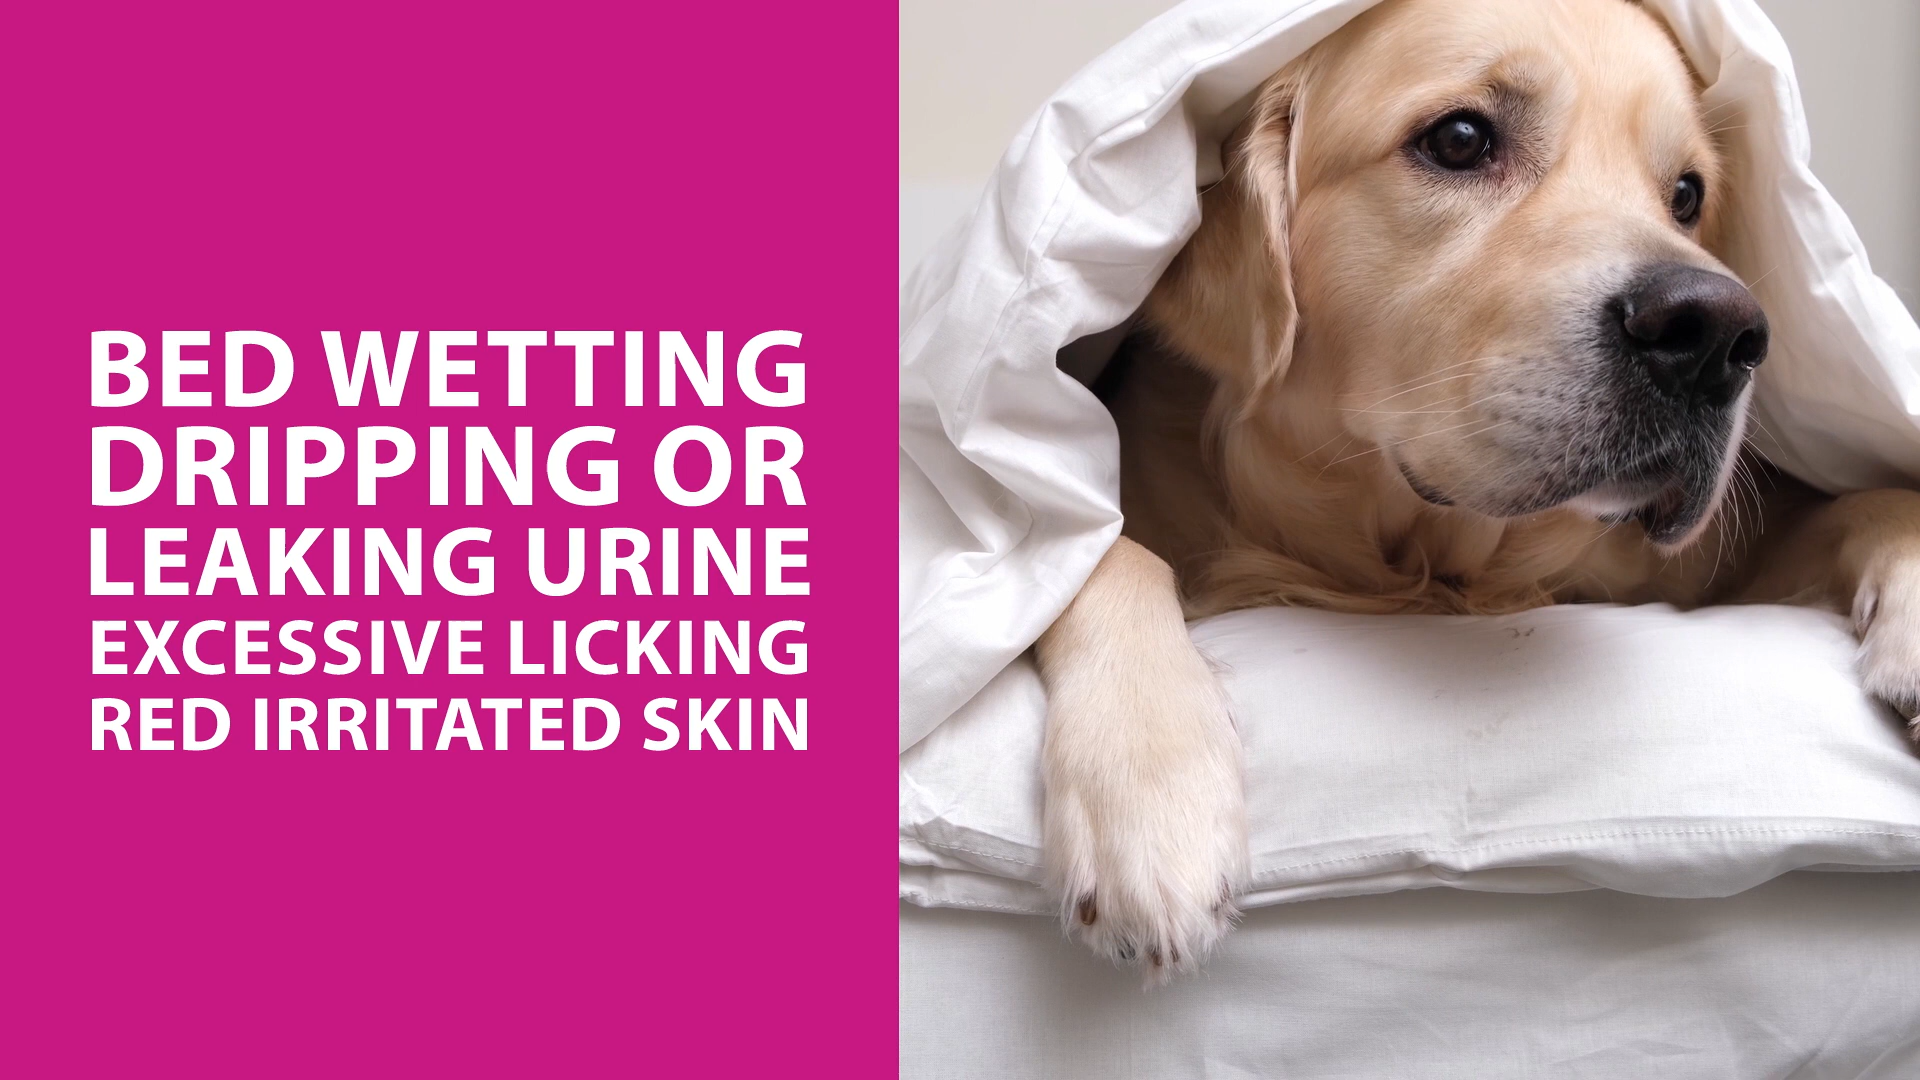 BED WETTING
DRIPPING OR
LEAKING URINE
EXCESSIVE LICKING
RED IRRITATED SKIN